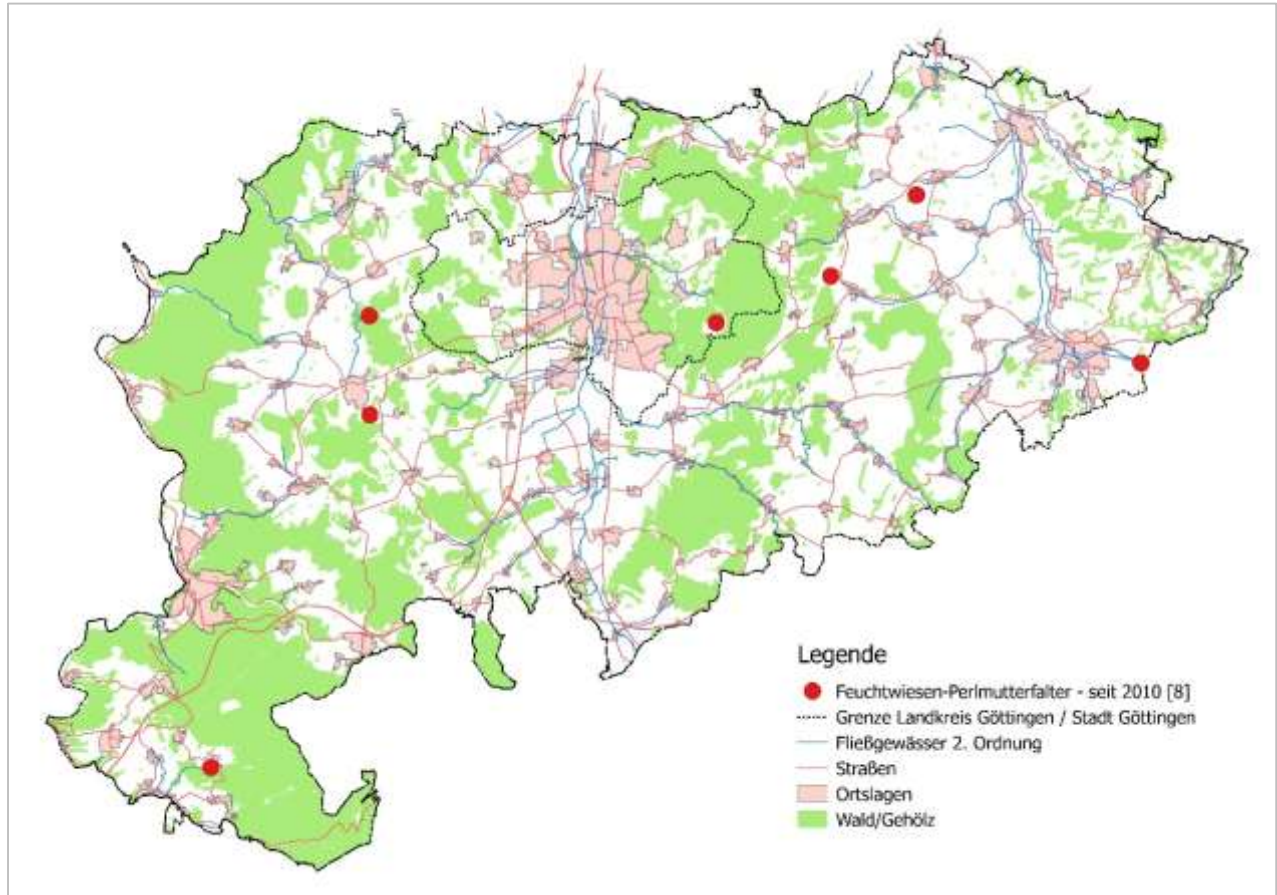 Legende
Feuchtwiesen-Perlmutterfalter - seit 2010 [8]
Grenze Landkreis Göttingen / Stadt Göttingen
Fließgewässer 2. Ordnung
Straßen
Ortslagen
Wald/Gehölz